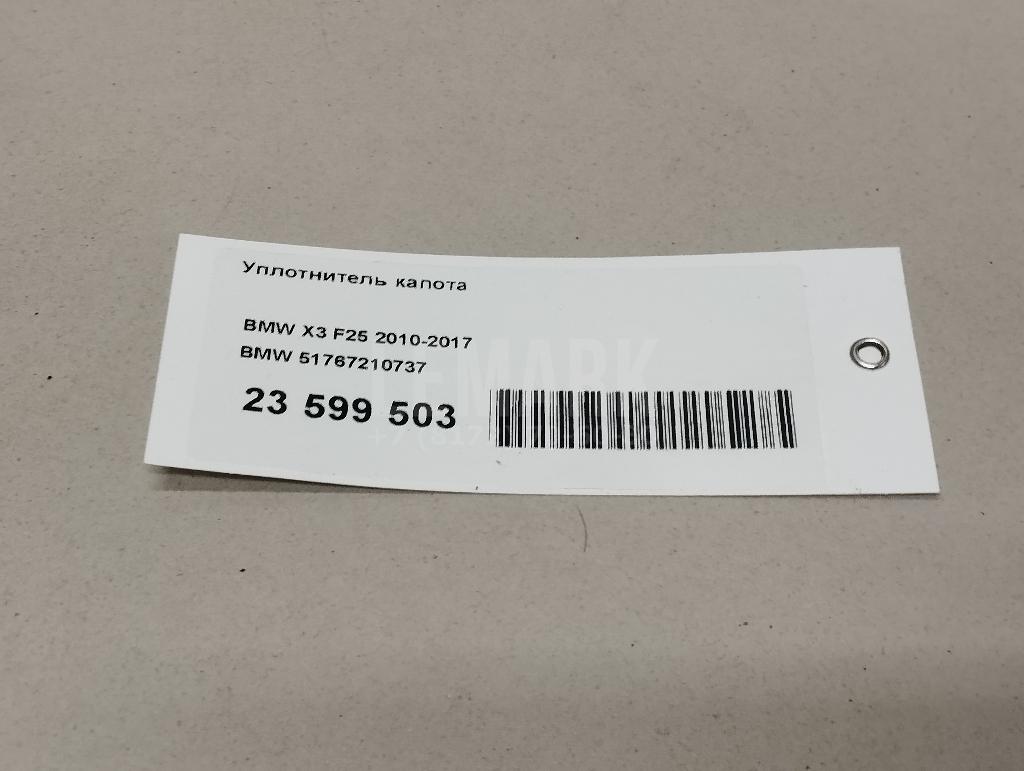 Уплотнитель капота
BMW X3 F25 2010-2017
BMW 51767210737
23 599 503